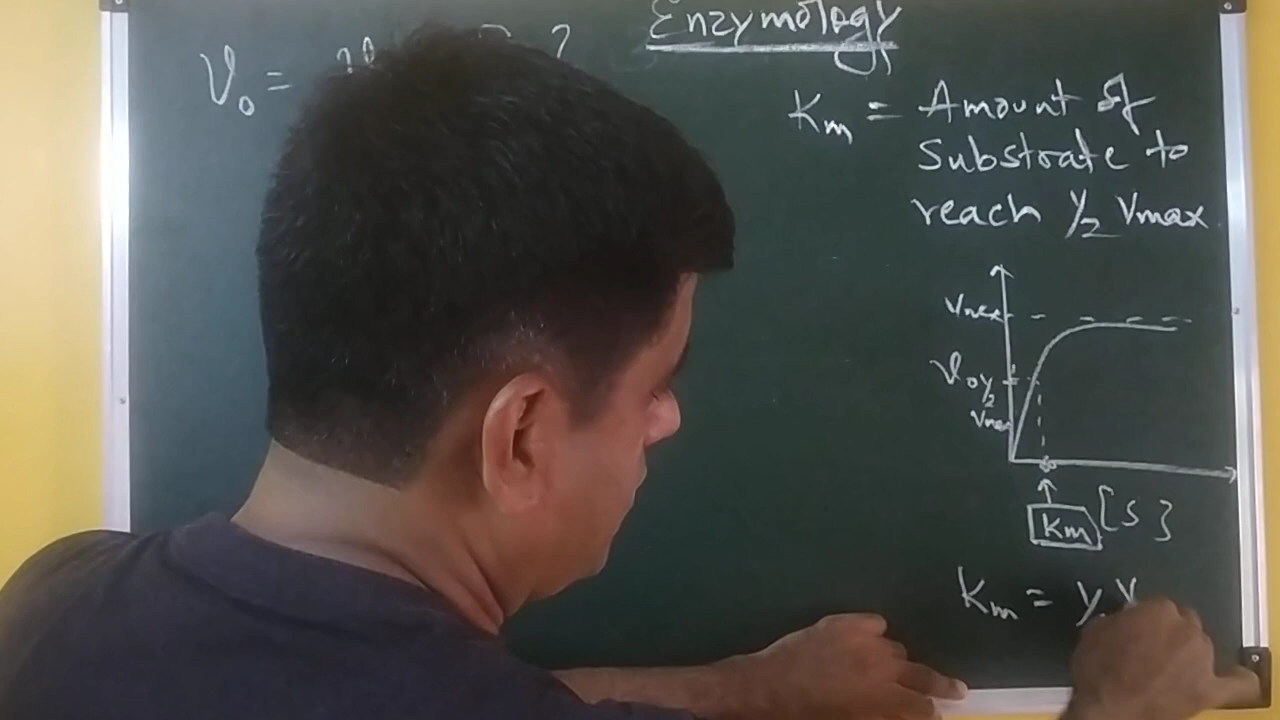 Enzymology
V₀ =
Km = Amount of
Substrate to
reach 1/2 Vmax.
Vmax
V₀ 1/2
Vmax
Km [S]
Km = 1/2 V